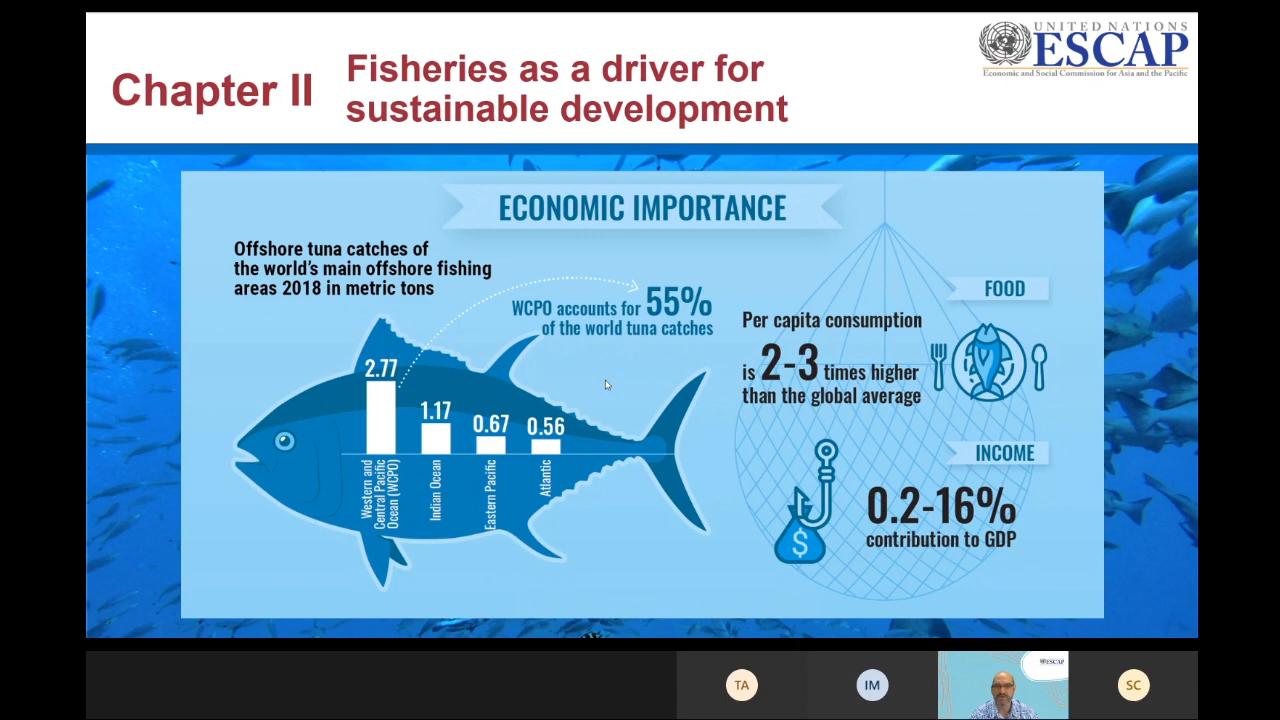 UNITED NATIONS
ESCAP
Economic and Social Commission for Asia and the Pacific
Chapter II
Fisheries as a driver for
sustainable development
ECONOMIC IMPORTANCE
Offshore tuna catches of
the world's main offshore fishing
areas 2018 in metric tons
WCPO accounts for 55%
of the world tuna catches
2.77
1.17
0.67
0.56
Western and
Central Pacific
Ocean (WCPO)
Indian Ocean
Eastern Pacific
Atlantic
FOOD
Per capita consumption
is 2-3 times higher
than the global average
INCOME
$
0.2-16%
contribution to GDP
TA
IM
ESCAP
SC